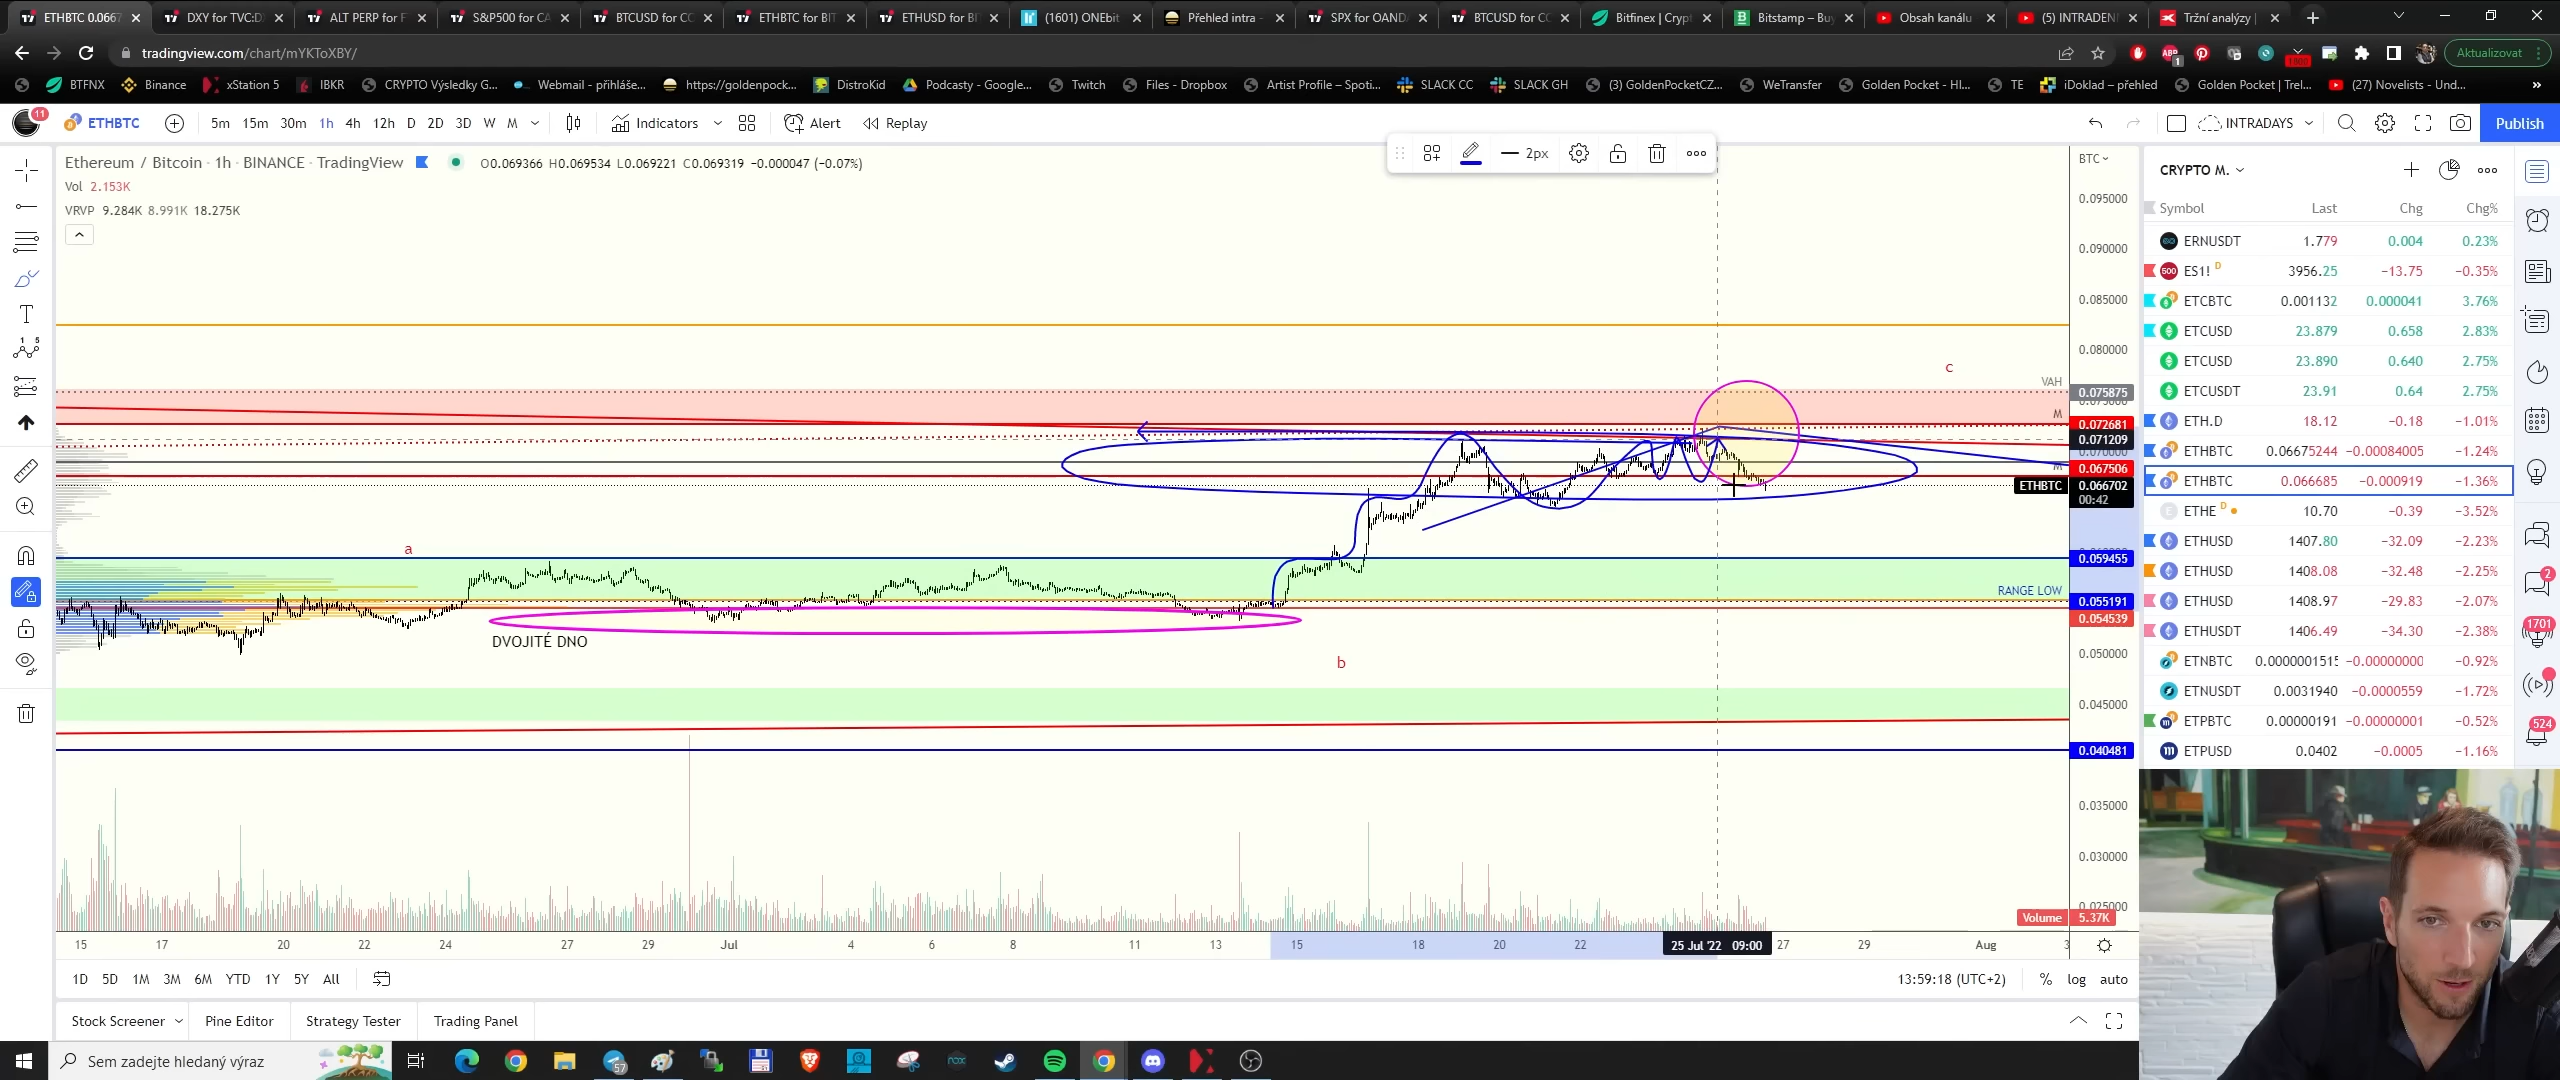 ETHBTC 0.0667
DXY for TVC:D
ALT PERP for F
S&P500 for CA
BTCUSD for CO
ETHBTC for BIT
ETHUSD for BI
(1601) ONEbit
Přehled intra -
SPX for OAND
BTCUSD for CO
Bitfinex | Crypt
Bitstamp – Buy
Obsah kanálu
(5) INTRADEN
Tržní analýzy |
tradingview.com/chart/mYKToXBY/
Aktualizovat
BTFNX
Binance
xStation 5
IBKR
CRYPTO Výsledky G...
Webmail - přihláše...
https://goldenpock...
DistroKid
Podcasty - Google...
Twitch
Files - Dropbox
Artist Profile – Spoti...
SLACK CC
SLACK GH
(3) GoldenPocketCZ...
WeTransfer
Golden Pocket - Hl...
TE
iDoklad – přehled
Golden Pocket | Trel...
(27) Novelists - Und...
11
ETHBTC
5m 15m 30m 1h 4h 12h D 2D 3D W M
Indicators
Alert
Replay
INTRADAYS
Publish
Ethereum / Bitcoin · 1h · BINANCE · TradingView
O0.069366 H0.069534 L0.069221 C0.069319 −0.000047 (−0.07%)
Vol 2.153K
VRVP 9.284K 8.991K 18.275K
2px
BTC
0.095000
0.090000
0.085000
0.080000
c
VAH
0.075875
M
0.072681
0.071209
0.067506
ETHBTC 0.066702
00:42
a
0.059455
RANGE LOW
0.055191
0.054539
DVOJITÉ DNO
b
0.050000
0.045000
0.040481
0.035000
0.030000
0.025000
Volume 5.37K
15 17 20 22 24 27 29 Jul 4 6 8 11 13 15 18 20 22 25 Jul '22 09:00 27 29 Aug 3
1D 5D 1M 3M 6M YTD 1Y 5Y All
13:59:18 (UTC+2)
% log auto
Stock Screener
Pine Editor
Strategy Tester
Trading Panel
CRYPTO M.
Symbol Last Chg Chg%
ERNUSDT 1.779 0.004 0.23%
ES1! D 3956.25 −13.75 −0.35%
ETCBTC 0.001132 0.000041 3.76%
ETCUSD 23.879 0.658 2.83%
ETCUSD 23.890 0.640 2.75%
ETCUSDT 23.91 0.64 2.75%
ETH.D 18.12 −0.18 −1.01%
ETHBTC 0.06675244 −0.00084005 −1.24%
ETHBTC 0.066685 −0.000919 −1.36%
ETHE D 10.70 −0.39 −3.52%
ETHUSD 1407.80 −32.09 −2.23%
ETHUSD 1408.08 −32.48 −2.25%
ETHUSD 1408.97 −29.83 −2.07%
ETHUSDT 1406.49 −34.30 −2.38%
ETNBTC 0.0000001515 −0.00000000 −0.92%
ETNUSDT 0.0031940 −0.0000559 −1.72%
ETPBTC 0.00000191 −0.00000001 −0.52%
ETPUSD 0.0402 −0.0005 −1.16%
2
1701
524
Sem zadejte hledaný výraz
57